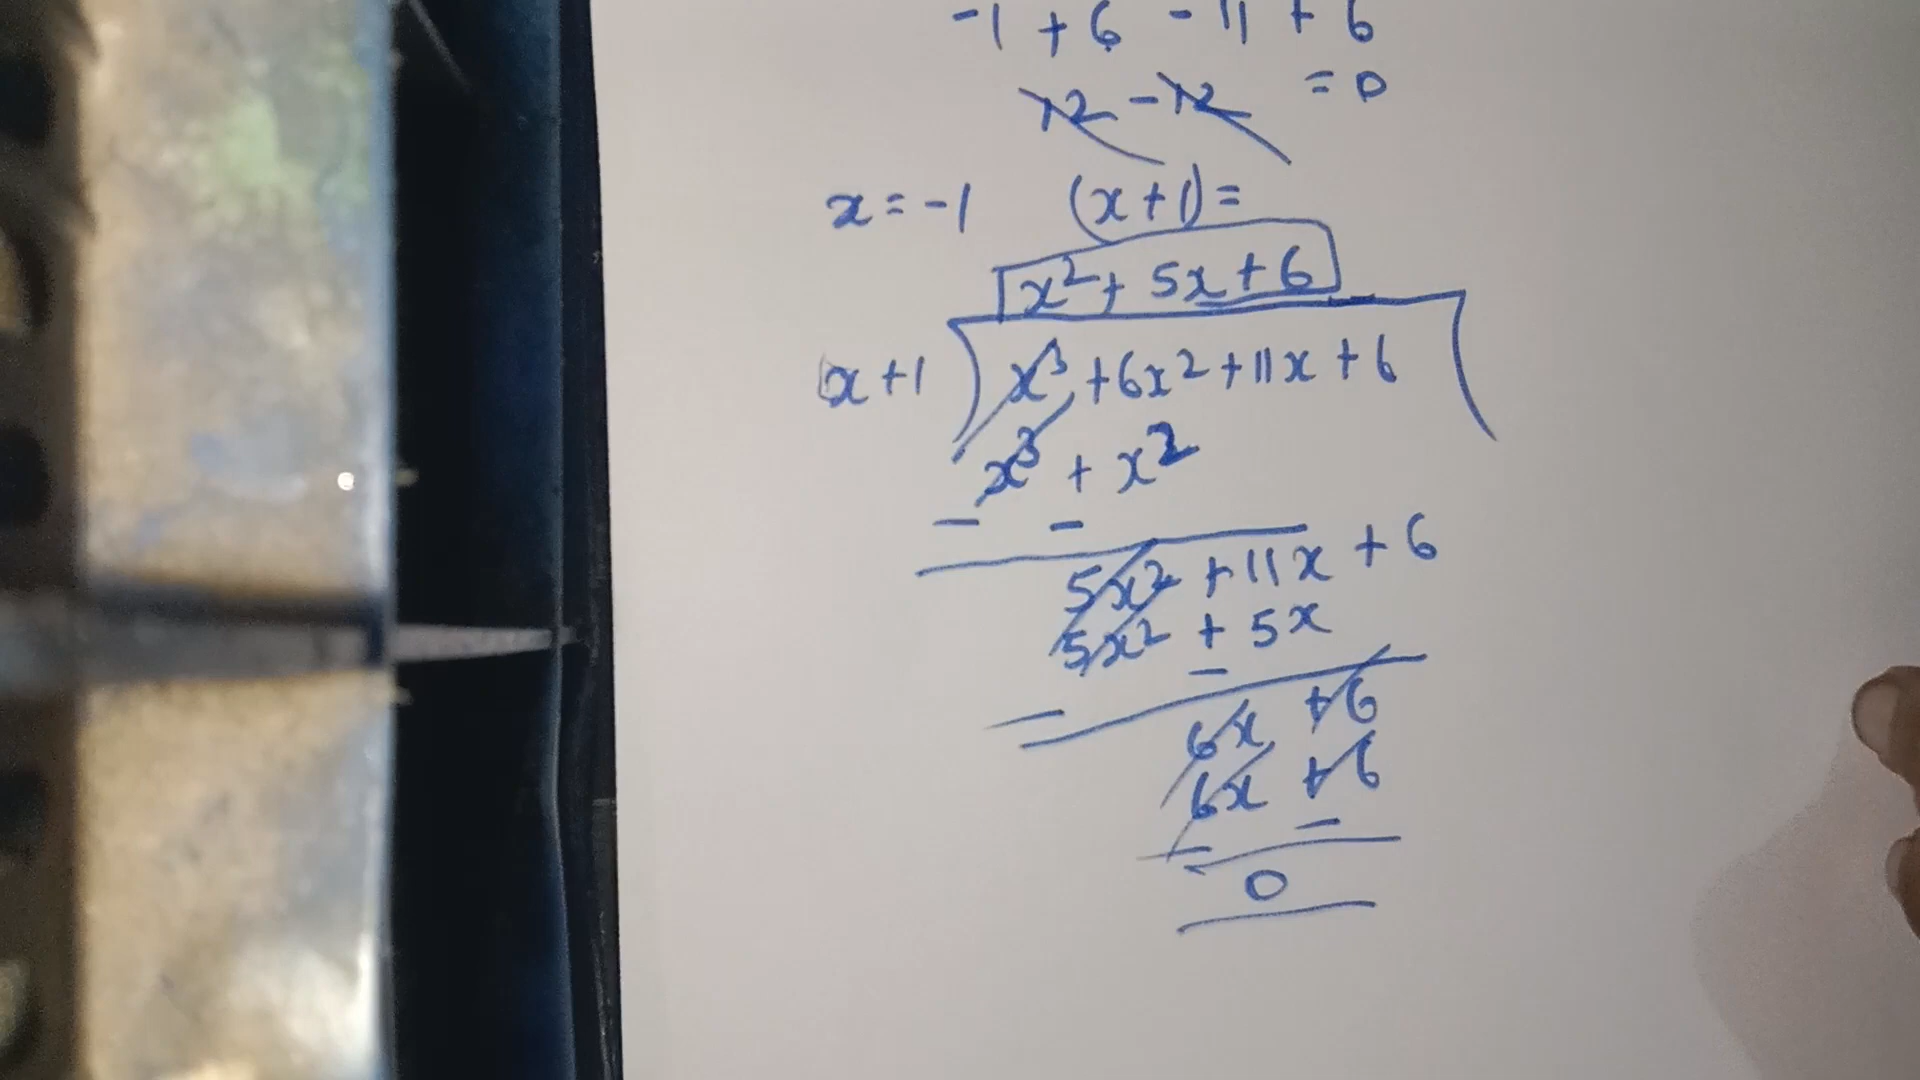 -1 + 6 - 11 + 6
12 - 12 = 0
x = -1 (x+1) =
x² + 5x + 6
x + 1 ) x³ + 6x² + 11x + 6
x³ + x²
- -
5x² + 11x + 6
5x² + 5x
- -
6x + 6
6x + 6
- -
0